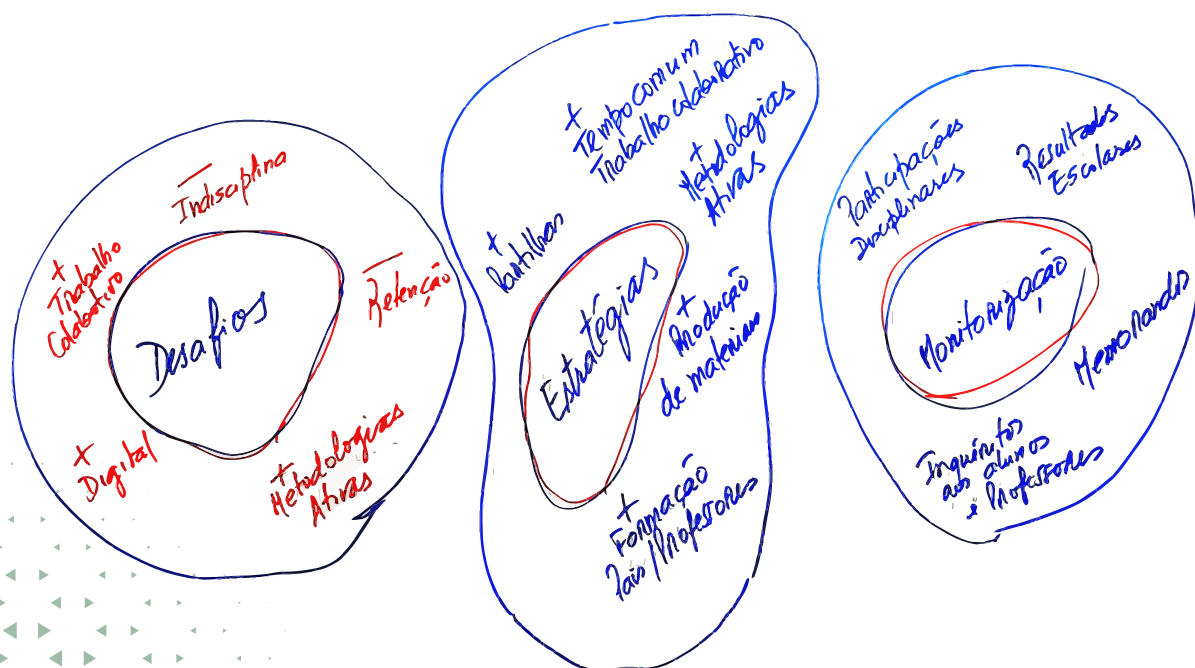 Desafios
—
Indisciplina
—
Retenção
+
Metodologias
Ativas
+
Digital
+
Trabalho
Colaborativo
Estratégias
+
Tempo comum
Trabalho colaborativo
+
Metodologias
Ativas
+
Produção
de materiais
+
Formação
Pais/Professores
+
Partilhas
Monitorização
Participações
Disciplinares
Resultados
Escolares
Memorandos
Inquéritos
aos alunos
e Professores